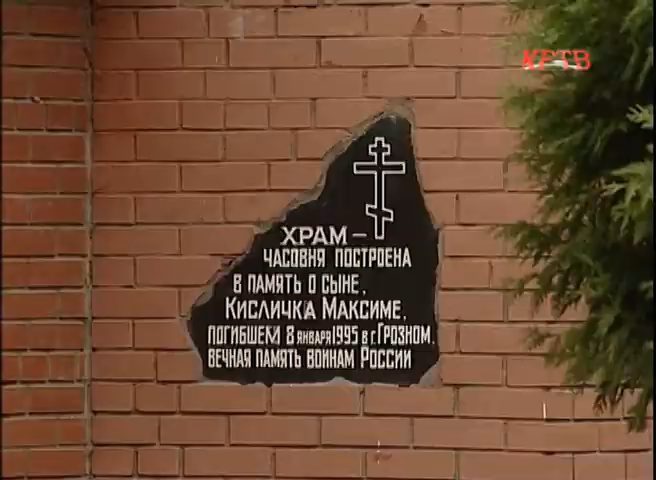 КРТВ
ХРАМ –
ЧАСОВНЯ ПОСТРОЕНА
В ПАМЯТЬ О СЫНЕ,
КИСЛИЧКА МАКСИМЕ,
ПОГИБШЕМ 8 ЯНВАРЯ 1995 В Г.ГРОЗНОМ.
ВЕЧНАЯ ПАМЯТЬ ВОИНАМ РОССИИ